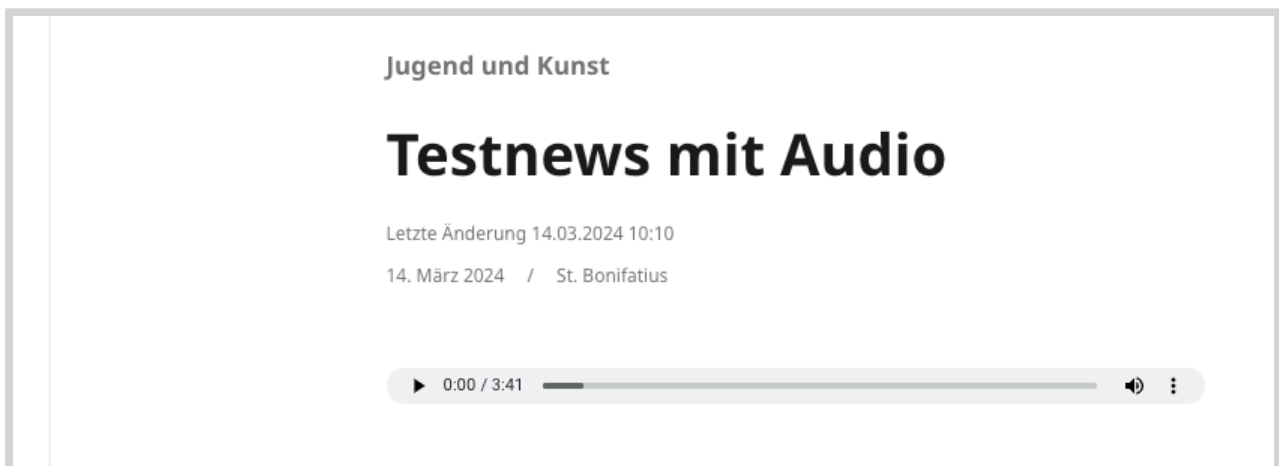 Jugend und Kunst
Testnews mit Audio
Letzte Änderung 14.03.2024 10:10
14. März 2024 / St. Bonifatius
0:00 / 3:41